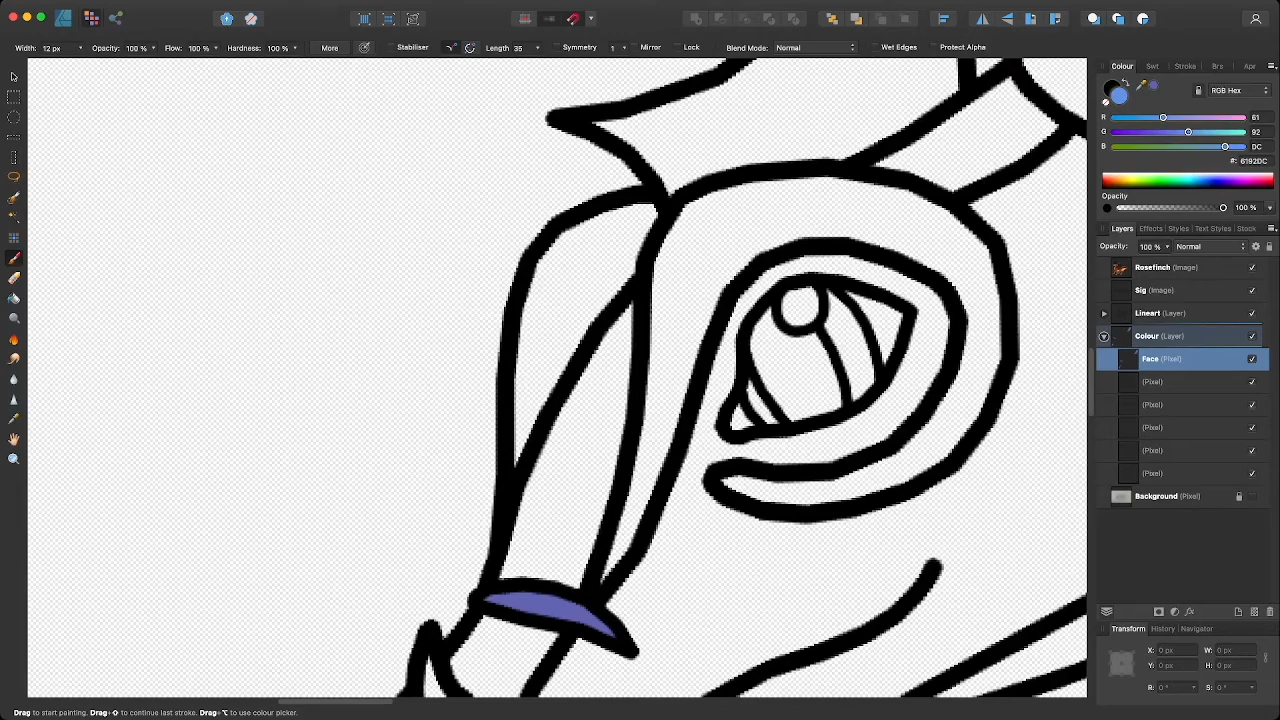 Width: 12 px Opacity: 100 % Flow: 100 % Hardness: 100 % More Stabiliser Length 35 Symmetry 1 Mirror Lock Blend Mode: Normal Wet Edges Protect Alpha
Colour Swt Stroke Brs Apr
RGB Hex
R 61
G 92
B DC
#: 6192DC
Opacity
100 %
Layers Effects Styles Text Styles Stock
Opacity: 100 % Normal
Rosefinch (Image)
Sig (Image)
Lineart (Layer)
Colour (Layer)
Face (Pixel)
(Pixel)
(Pixel)
(Pixel)
(Pixel)
(Pixel)
Background (Pixel)
Transform History Navigator
X: 0 px W: 0 px
Y: 0 px H: 0 px
R: 0 ° S: 0 °
Drag to start painting. Drag+⇧ to continue last stroke. Drag+⌥ to use colour picker.